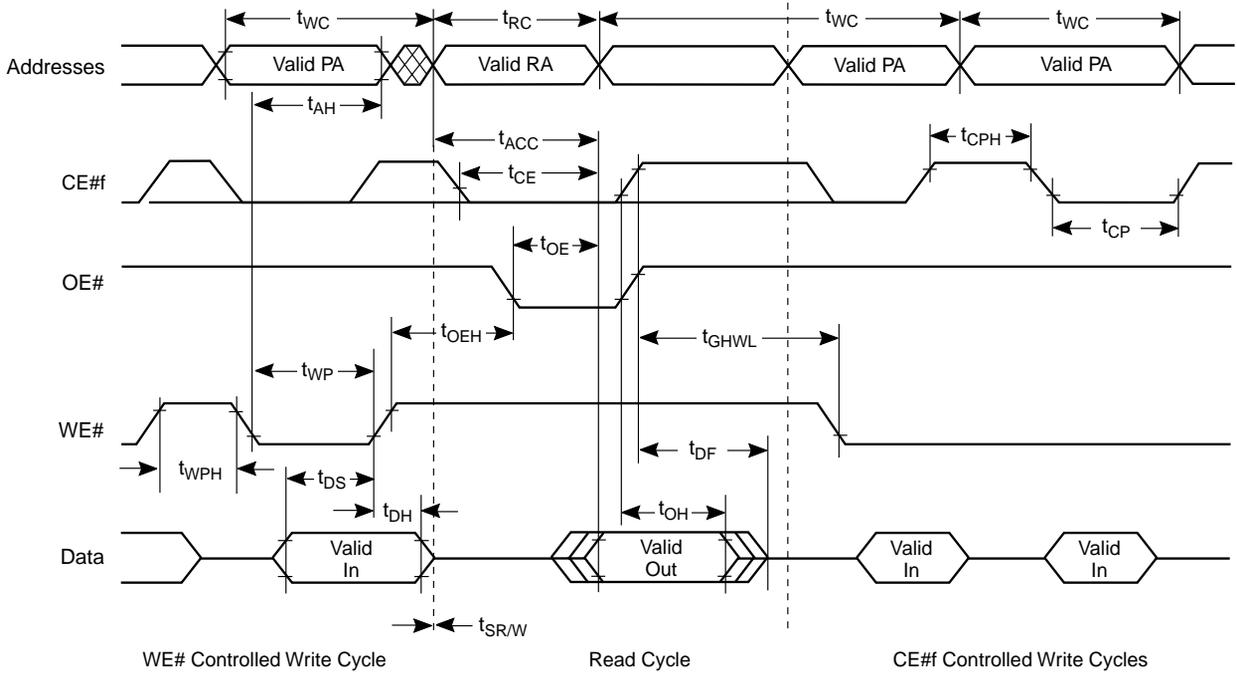 tWC tRC tWC tWC
Addresses Valid PA Valid RA Valid PA Valid PA
tAH
tACC tCPH
CE#f tCE
tCP
tOE
OE#
tOEH tGHWL
tWP
WE#
tWPH tDS tDF
tDH tOH
Data Valid In Valid Out Valid In Valid In
tSR/W
WE# Controlled Write Cycle Read Cycle CE#f Controlled Write Cycles